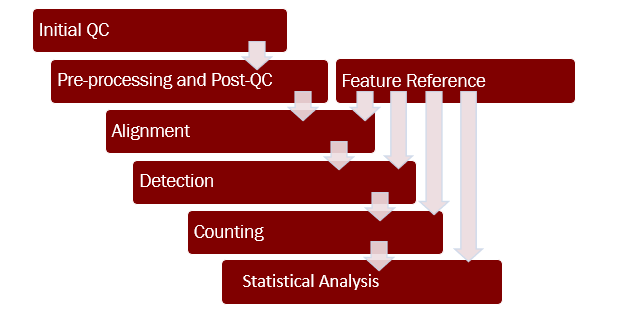 Initial QC
Pre-processing and Post-QC
Feature Reference
Alignment
Detection
Counting
Statistical Analysis